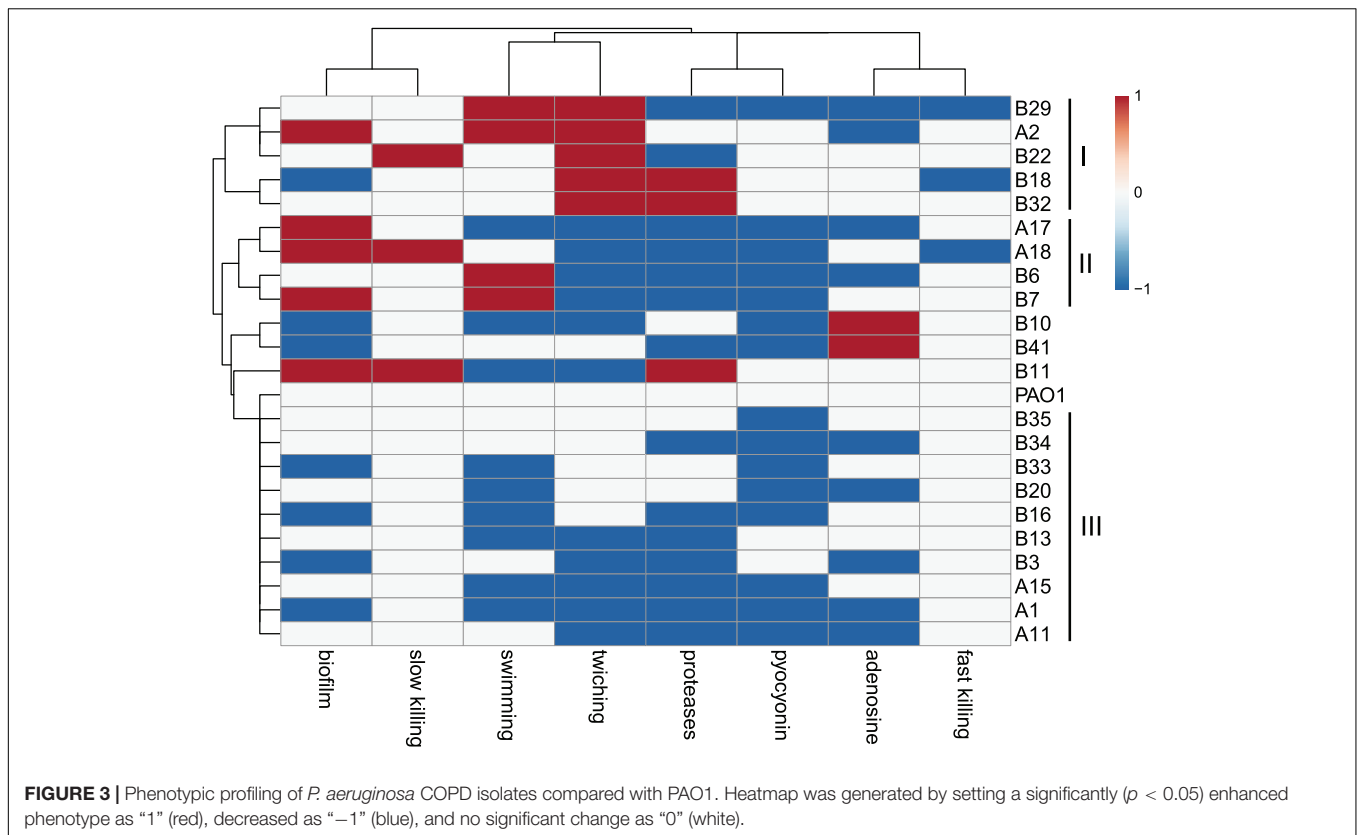 B29
A2
B22
B18
B32
A17
A18
B6
B7
B10
B41
B11
PAO1
B35
B34
B33
B20
B16
B13
B3
A15
A1
A11
I
II
III
1
0
−1
biofilm
slow killing
swimming
twiching
proteases
pyocyonin
adenosine
fast killing
FIGURE 3 | Phenotypic profiling of P. aeruginosa COPD isolates compared with PAO1. Heatmap was generated by setting a significantly (p < 0.05) enhanced
phenotype as “1” (red), decreased as “−1” (blue), and no significant change as “0” (white).